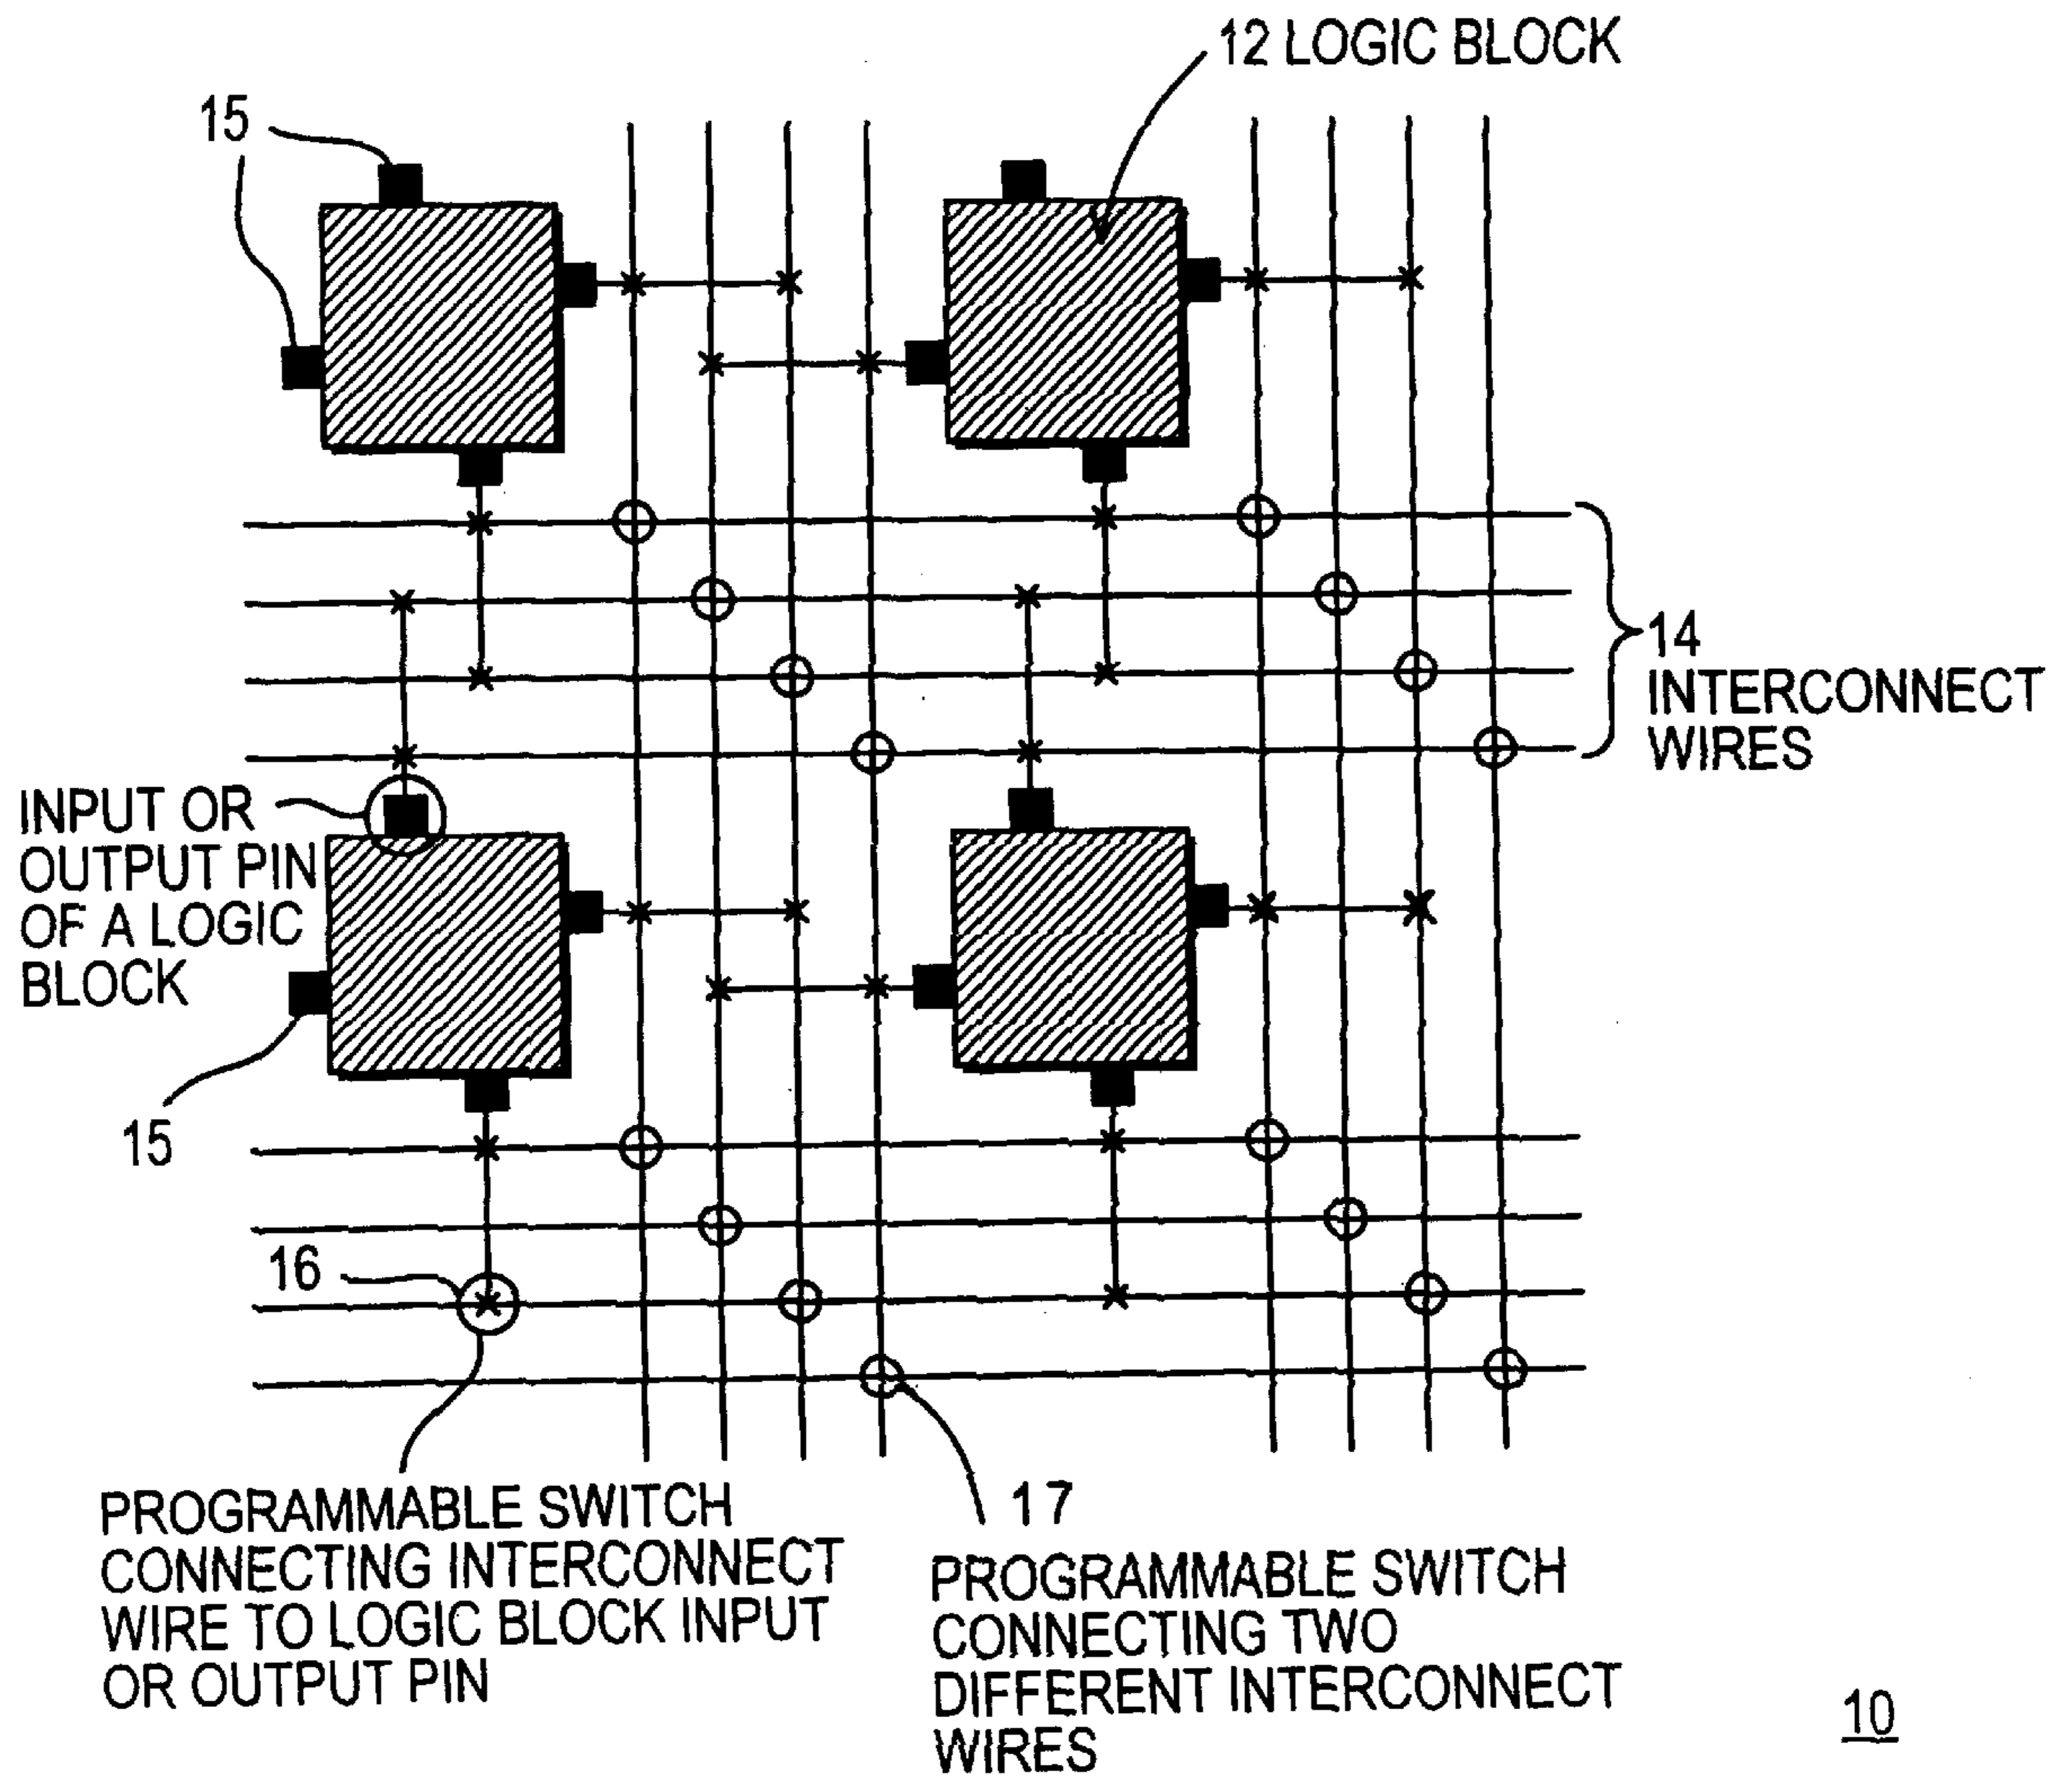 12 LOGIC BLOCK
15
14
INTERCONNECT
WIRES
INPUT OR
OUTPUT PIN
OF A LOGIC
BLOCK
15
16
PROGRAMMABLE SWITCH
CONNECTING INTERCONNECT
WIRE TO LOGIC BLOCK INPUT
OR OUTPUT PIN
17
PROGRAMMABLE SWITCH
CONNECTING TWO
DIFFERENT INTERCONNECT
WIRES
10